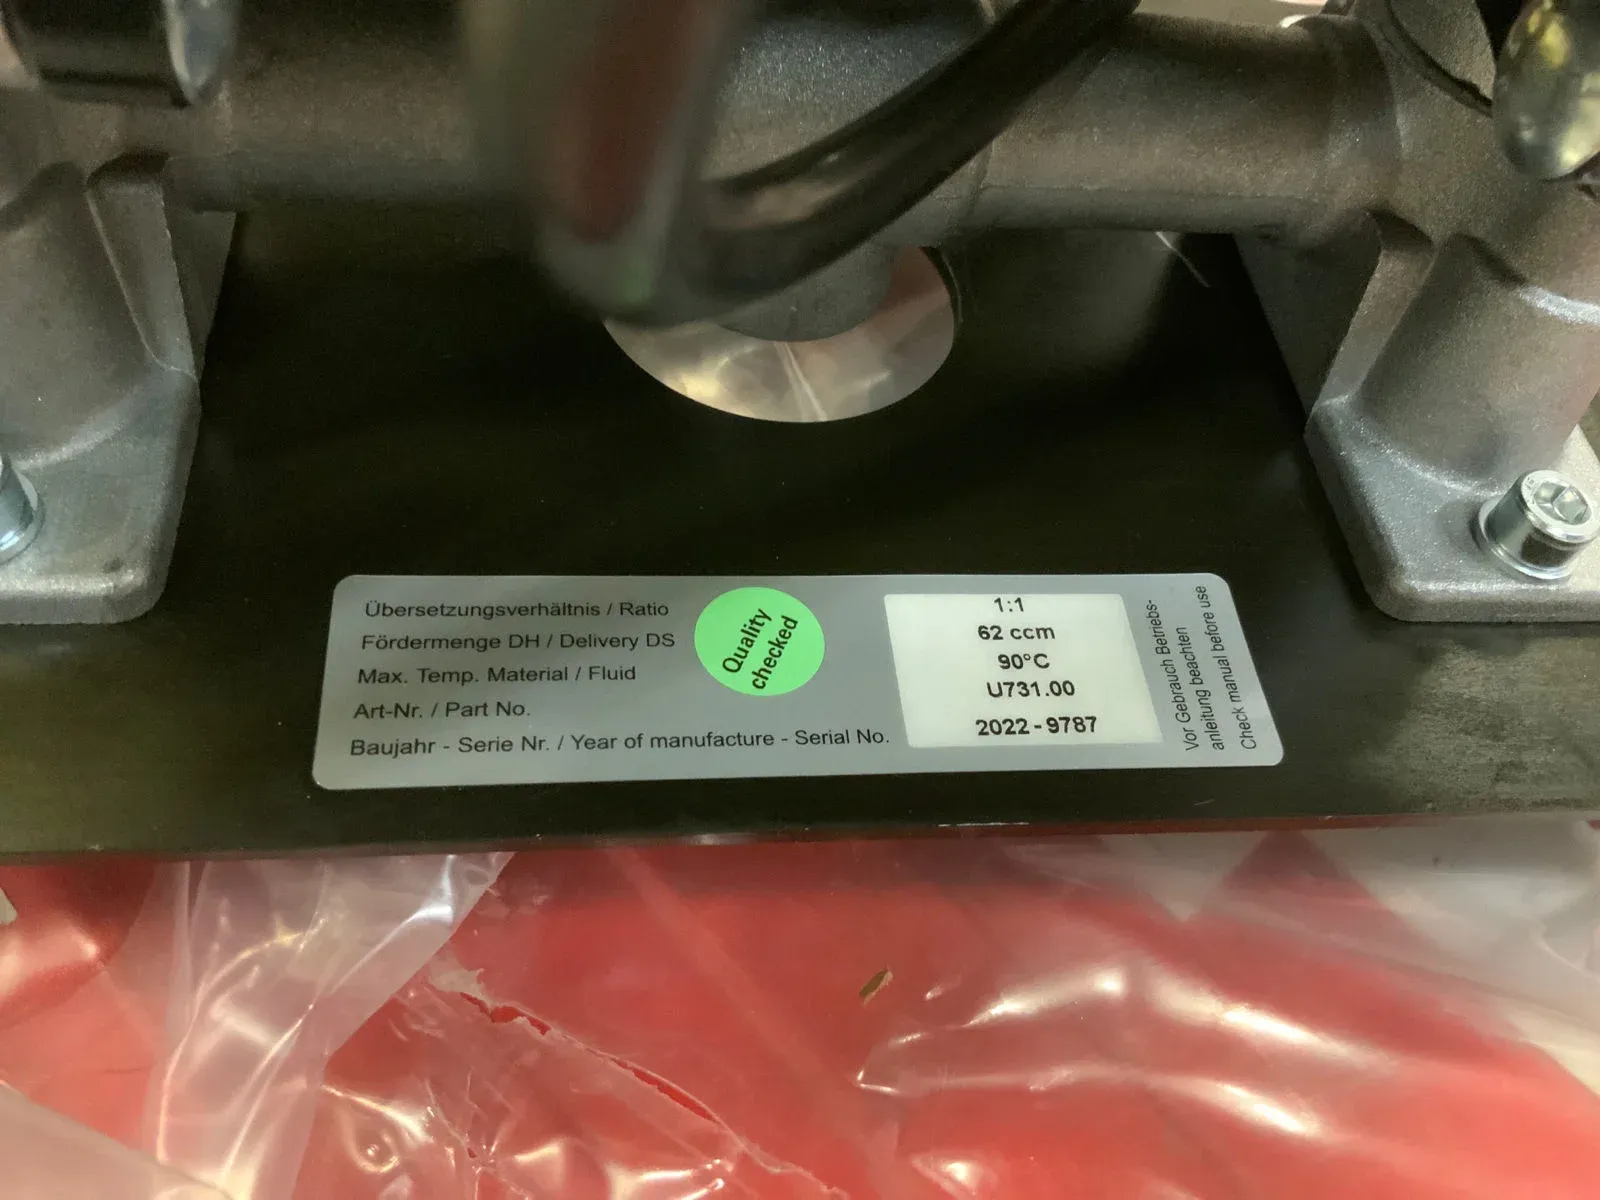 Übersetzungsverhältnis / Ratio
Fördermenge DH / Delivery DS
Max. Temp. Material / Fluid
Art-Nr. / Part No.
Baujahr - Serie Nr. / Year of manufacture - Serial No.
Quality
checked
1:1
62 ccm
90°C
U731.00
2022-9787
Vor Gebrauch Betriebs-
anleitung beachten
Check manual before use